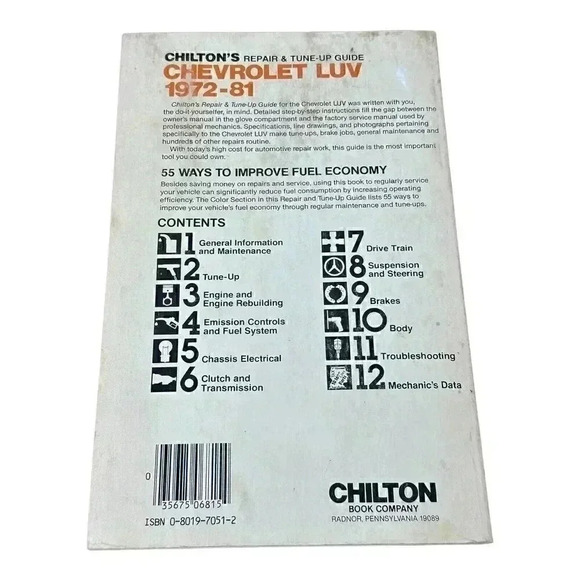 CHILTON'S REPAIR & TUNE-UP GUIDE
CHEVROLET LUV
1972-81
Chilton's Repair & Tune-Up Guide for the Chevrolet LUV was written with you,
the do-it-yourselfer, in mind. Detailed step-by-step instructions fill the gap between the
owner's manual in the glove compartment and the factory service manual used by
professional mechanics. Specifications, line drawings, and photographs pertaining
specifically to the Chevrolet LUV make tune-ups, brake jobs, general maintenance and
hundreds of other repairs routine.
With today's high cost for automotive repair work, this guide is the most important
tool you could own.
55 WAYS TO IMPROVE FUEL ECONOMY
Besides saving money on repairs and service, using this book to regularly service
your vehicle can significantly reduce fuel consumption by increasing operating
efficiency. The Color Section in this Repair and Tune-Up Guide lists 55 ways to
improve your vehicle's fuel economy through regular maintenance and tune-ups.
CONTENTS
1 General Information
and Maintenance
2 Tune-Up
3 Engine and
Engine Rebuilding
4 Emission Controls
and Fuel System
5 Chassis Electrical
6 Clutch and
Transmission
7 Drive Train
8 Suspension
and Steering
9 Brakes
10 Body
11 Troubleshooting
12 Mechanic's Data
0 35675 06815
ISBN 0-8019-7051-2
CHILTON
BOOK COMPANY
RADNOR, PENNSYLVANIA 19089